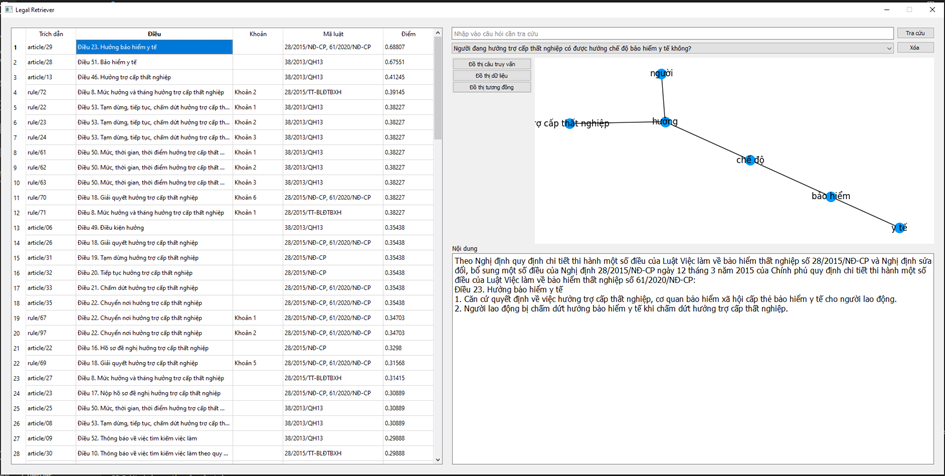 Legal Retriever
Trích dẫn Điều Khoản Mã luật Điểm
1 article/29 Điều 23. Hưởng bảo hiểm y tế 28/2015/NĐ-CP, 61/2020/NĐ-CP 0.68807
2 article/28 Điều 51. Bảo hiểm y tế 38/2013/QH13 0.67551
3 article/13 Điều 46. Hưởng trợ cấp thất nghiệp 38/2013/QH13 0.41245
4 rule/72 Điều 8. Mức hưởng và tháng hưởng trợ cấp thất nghiệp Khoản 2 28/2015/TT-BLĐTBXH 0.39145
5 rule/22 Điều 53. Tạm dừng, tiếp tục, chấm dứt hưởng trợ cấp th... Khoản 1 38/2013/QH13 0.38227
6 rule/23 Điều 53. Tạm dừng, tiếp tục, chấm dứt hưởng trợ cấp th... Khoản 2 38/2013/QH13 0.38227
7 rule/24 Điều 53. Tạm dừng, tiếp tục, chấm dứt hưởng trợ cấp th... Khoản 3 38/2013/QH13 0.38227
8 rule/61 Điều 50. Mức, thời gian, thời điểm hưởng trợ cấp thất ... Khoản 1 38/2013/QH13 0.38227
9 rule/62 Điều 50. Mức, thời gian, thời điểm hưởng trợ cấp thất ... Khoản 2 38/2013/QH13 0.38227
10 rule/63 Điều 50. Mức, thời gian, thời điểm hưởng trợ cấp thất ... Khoản 3 38/2013/QH13 0.38227
11 rule/70 Điều 18. Giải quyết hưởng trợ cấp thất nghiệp Khoản 6 28/2015/NĐ-CP, 61/2020/NĐ-CP 0.38227
12 rule/71 Điều 8. Mức hưởng và tháng hưởng trợ cấp thất nghiệp Khoản 1 28/2015/TT-BLĐTBXH 0.38227
13 article/06 Điều 49. Điều kiện hưởng 38/2013/QH13 0.35438
14 article/26 Điều 18. Giải quyết hưởng trợ cấp thất nghiệp 28/2015/NĐ-CP, 61/2020/NĐ-CP 0.35438
15 article/31 Điều 19. Tạm dừng hưởng trợ cấp thất nghiệp 28/2015/NĐ-CP 0.35438
16 article/32 Điều 20. Tiếp tục hưởng trợ cấp thất nghiệp 28/2015/NĐ-CP 0.35438
17 article/33 Điều 21. Chấm dứt hưởng trợ cấp thất nghiệp 28/2015/NĐ-CP, 61/2020/NĐ-CP 0.35438
18 article/35 Điều 22. Chuyển nơi hưởng trợ cấp thất nghiệp 28/2015/NĐ-CP, 61/2020/NĐ-CP 0.35438
19 rule/67 Điều 22. Chuyển nơi hưởng trợ cấp thất nghiệp Khoản 1 28/2015/NĐ-CP, 61/2020/NĐ-CP 0.34703
20 rule/97 Điều 22. Chuyển nơi hưởng trợ cấp thất nghiệp Khoản 2 28/2015/NĐ-CP, 61/2020/NĐ-CP 0.34703
21 article/22 Điều 16. Hồ sơ đề nghị hưởng trợ cấp thất nghiệp 28/2015/NĐ-CP 0.3298
22 rule/69 Điều 18. Giải quyết hưởng trợ cấp thất nghiệp Khoản 5 28/2015/NĐ-CP, 61/2020/NĐ-CP 0.31568
23 article/27 Điều 8. Mức hưởng và tháng hưởng trợ cấp thất nghiệp 28/2015/TT-BLĐTBXH 0.31415
24 article/23 Điều 17. Nộp hồ sơ đề nghị hưởng trợ cấp thất nghiệp 28/2015/NĐ-CP, 61/2020/NĐ-CP 0.30889
25 article/25 Điều 50. Mức, thời gian, thời điểm hưởng trợ cấp thất ... 38/2013/QH13 0.30889
26 article/08 Điều 53. Tạm dừng, tiếp tục, chấm dứt hưởng trợ cấp th... 38/2013/QH13 0.30889
27 article/09 Điều 52. Thông báo về việc tìm kiếm việc làm 38/2013/QH13 0.29888
28 article/30 Điều 10. Thông báo về việc tìm kiếm việc làm theo quy ... 28/2015/TT-BLĐTBXH 0.29888
Nhập vào câu hỏi cần tra cứu
Tra cứu
Người đang hưởng trợ cấp thất nghiệp có được hưởng chế độ bảo hiểm y tế không?
Xóa
Đồ thị câu truy vấn
Đồ thị dữ liệu
Đồ thị tương đồng
người
rợ cấp thất nghiệp
hưởng
chế độ
bảo hiểm
y tế
Nội dung
Theo Nghị định quy định chi tiết thi hành một số điều của Luật Việc làm về bảo hiểm thất nghiệp số 28/2015/NĐ-CP và Nghị định sửa
đổi, bổ sung một số điều của Nghị định 28/2015/NĐ-CP ngày 12 tháng 3 năm 2015 của Chính phủ quy định chi tiết thi hành một số
điều của Luật Việc làm về bảo hiểm thất nghiệp số 61/2020/NĐ-CP:
Điều 23. Hưởng bảo hiểm y tế
1. Căn cứ quyết định về việc hưởng trợ cấp thất nghiệp, cơ quan bảo hiểm xã hội cấp thẻ bảo hiểm y tế cho người lao động.
2. Người lao động bị chấm dứt hưởng bảo hiểm y tế khi chấm dứt hưởng trợ cấp thất nghiệp.